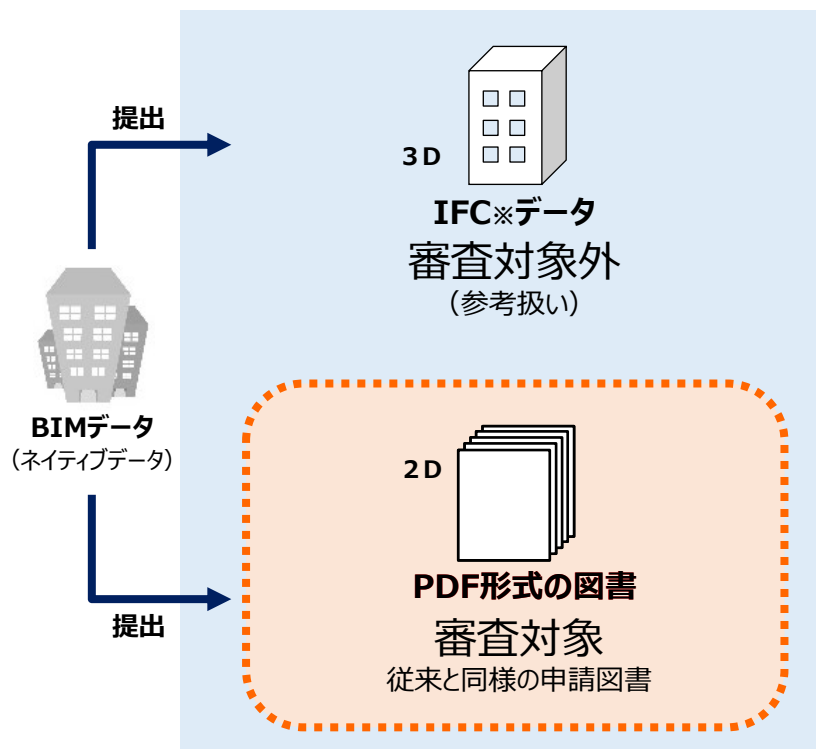 提出
3D
IFC※データ
審査対象外
（参考扱い）
BIMデータ
（ネイティブデータ）
2D
PDF形式の図書
審査対象
従来と同様の申請図書
提出